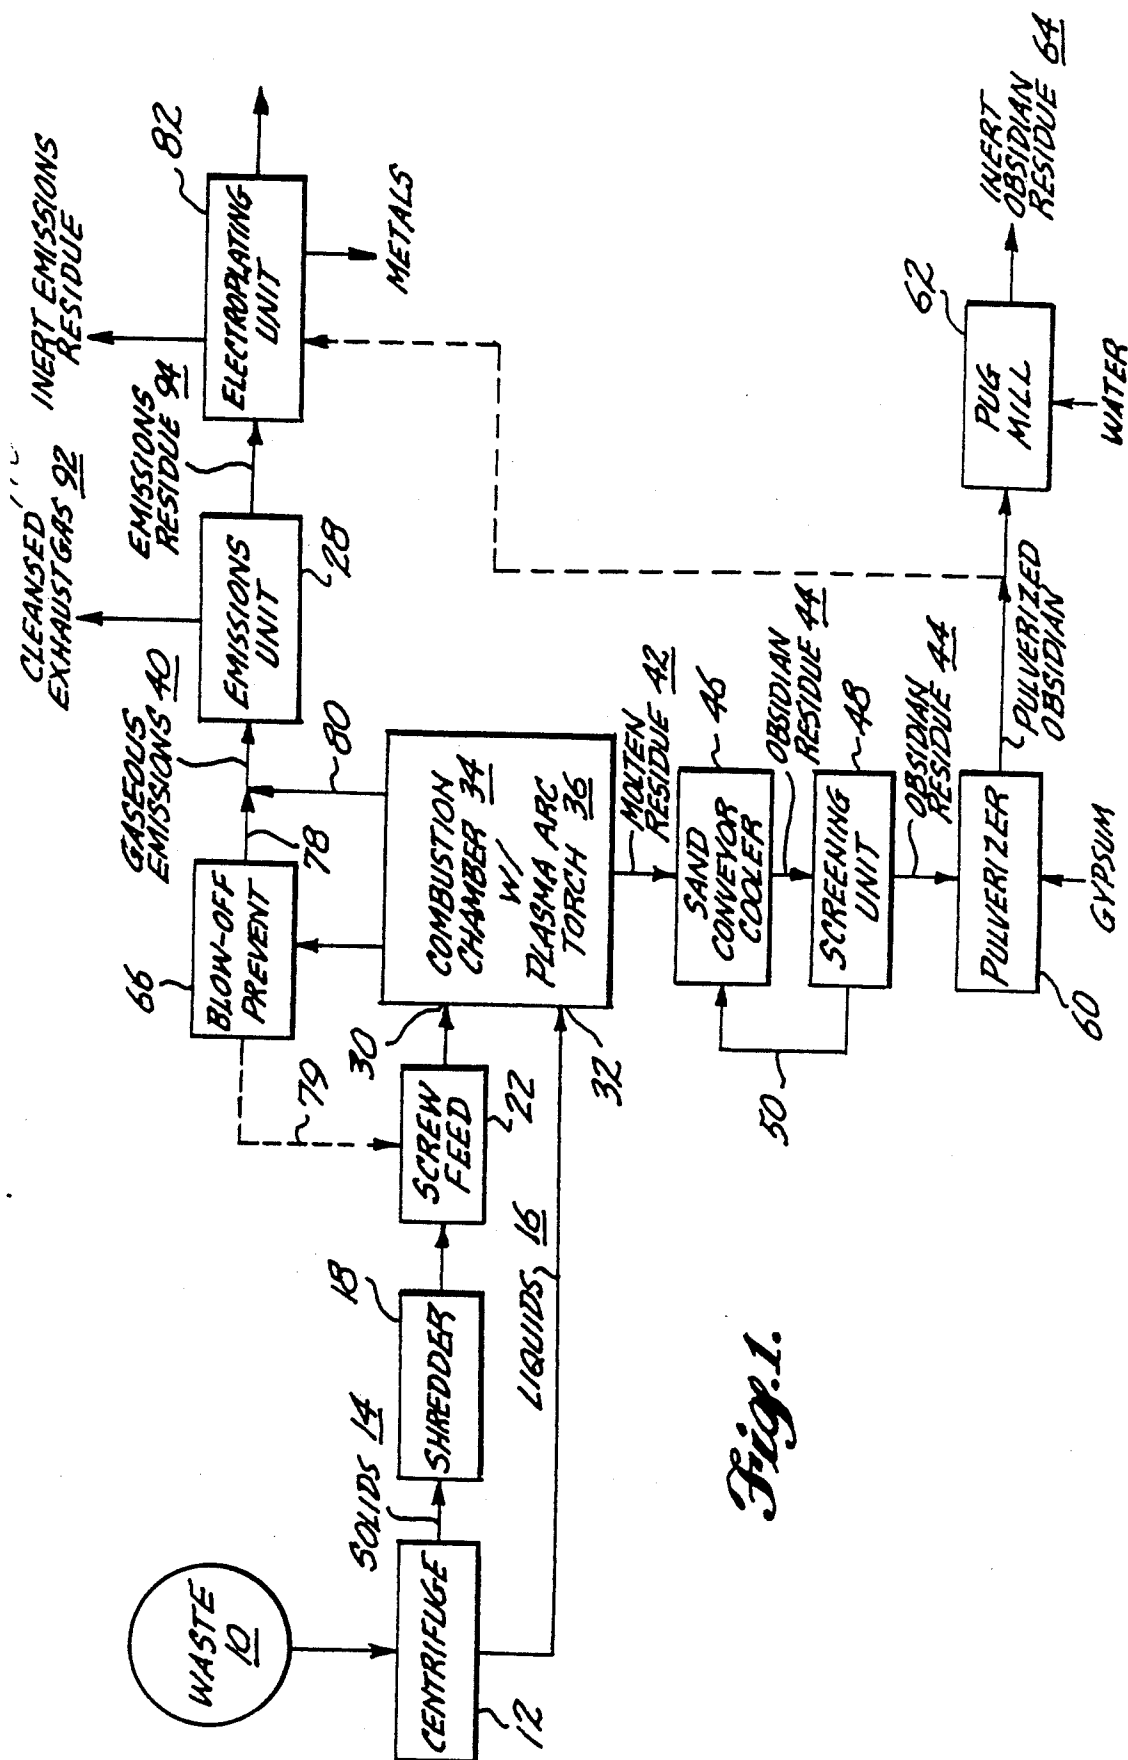 WASTE
10
CENTRIFUGE
12
SOLIDS 14
SHREDDER
18
LIQUIDS 16
SCREW
FEED
22
79
30
32
BLOW-OFF
PREVENT
66
78
80
COMBUSTION
CHAMBER 34
W/
PLASMA ARC
TORCH 36
GASEOUS
EMISSIONS 40
CLEANSED
EXHAUST GAS 92
EMISSIONS
UNIT
28
EMISSIONS
RESIDUE 94
INERT EMISSIONS
RESIDUE
ELECTROPLATING
UNIT
82
METALS
MOLTEN
RESIDUE 42
SAND
CONVEYOR
COOLER
46
OBSIDIAN
RESIDUE 44
SCREENING
UNIT
48
50
OBSIDIAN
RESIDUE 44
PULVERIZER
60
GYPSUM
PULVERIZED
OBSIDIAN
PUG
MILL
62
WATER
INERT
OBSIDIAN
RESIDUE 64
Fig. 1.